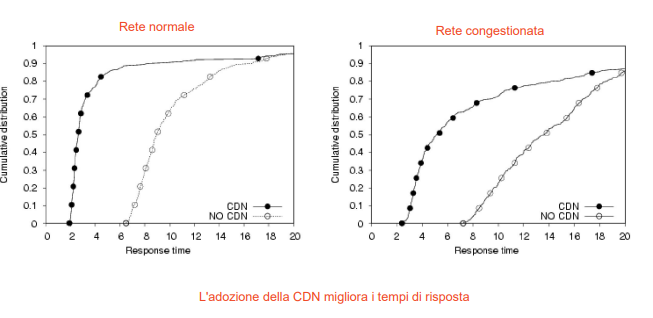 Rete normale
Rete congestionata
1
0.9
0.8
0.7
0.6
0.5
0.4
0.3
0.2
0.1
0
Cumulative distribution
CDN
NO CDN
0 2 4 6 8 10 12 14 16 18 20
Response time
1
0.9
0.8
0.7
0.6
0.5
0.4
0.3
0.2
0.1
0
Cumulative distribution
CDN
NO CDN
0 2 4 6 8 10 12 14 16 18 20
Response time
L'adozione della CDN migliora i tempi di risposta